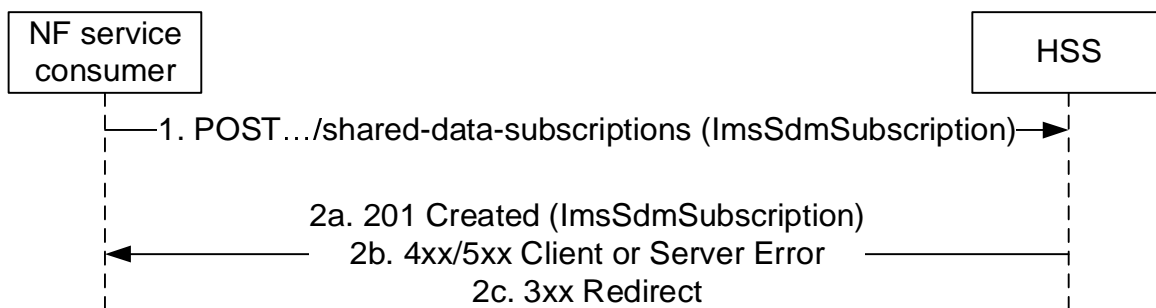 NF service
consumer
HSS
1. POST…/shared-data-subscriptions (ImsSdmSubscription)
2a. 201 Created (ImsSdmSubscription)
2b. 4xx/5xx Client or Server Error
2c. 3xx Redirect